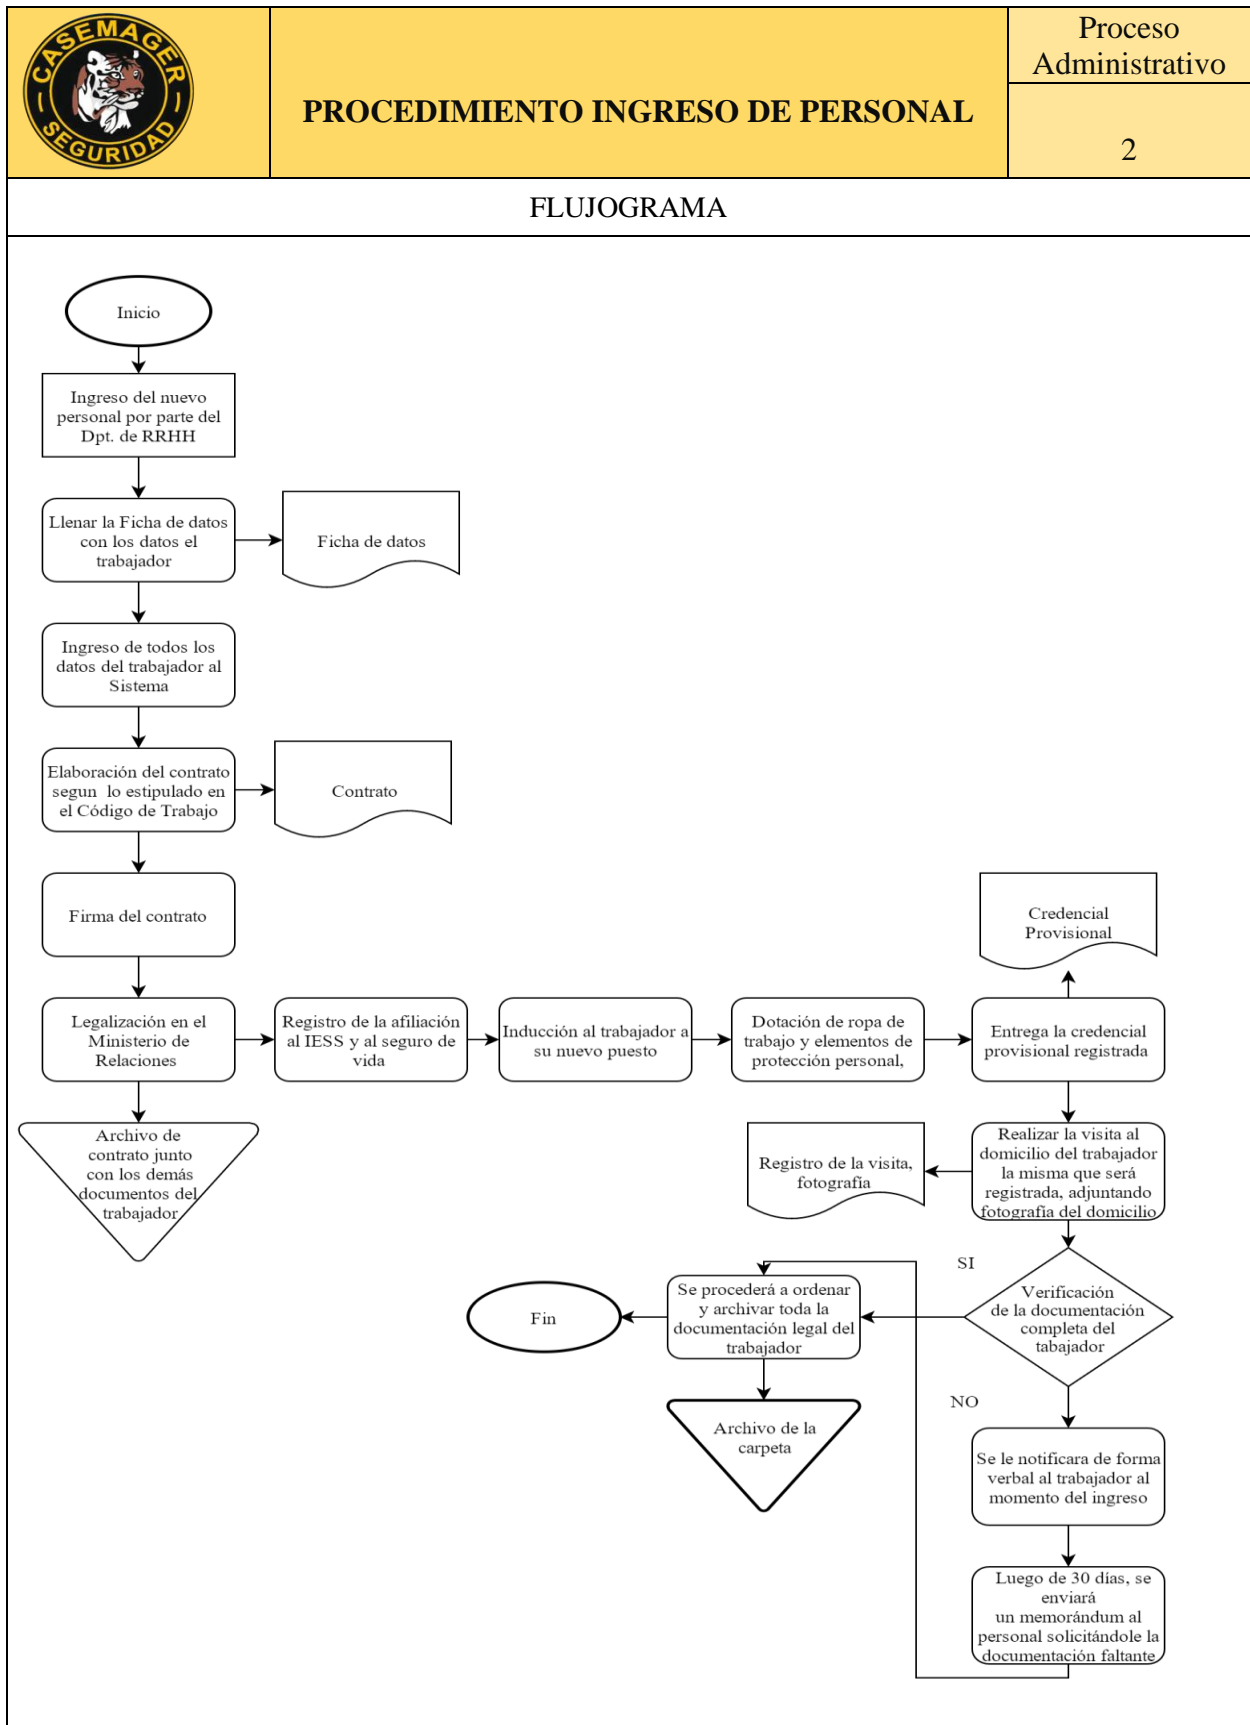 CASEMAGER
SEGURIDAD
PROCEDIMIENTO INGRESO DE PERSONAL
Proceso
Administrativo
2
FLUJOGRAMA
Inicio
Ingreso del nuevo
personal por parte del
Dpt. de RRHH
Llenar la Ficha de datos
con los datos el
trabajador
Ficha de datos
Ingreso de todos los
datos del trabajador al
Sistema
Elaboración del contrato
segun lo estipulado en
el Código de Trabajo
Contrato
Firma del contrato
Legalización en el
Ministerio de
Relaciones
Archivo de
contrato junto
con los demás
documentos del
trabajador
Registro de la afiliación
al IESS y al seguro de
vida
Inducción al trabajador a
su nuevo puesto
Dotación de ropa de
trabajo y elementos de
protección personal,
Entrega la credencial
provisional registrada
Credencial
Provisional
Realizar la visita al
domicilio del trabajador
la misma que será
registrada, adjuntando
fotografía del domicilio
Registro de la visita,
fotografía
Verificación
de la documentación
completa del
tabajador
SI
Se procederá a ordenar
y archivar toda la
documentación legal del
trabajador
Fin
Archivo de la
carpeta
NO
Se le notificara de forma
verbal al trabajador al
momento del ingreso
Luego de 30 días, se
enviará
un memorándum al
personal solicitándole la
documentación faltante